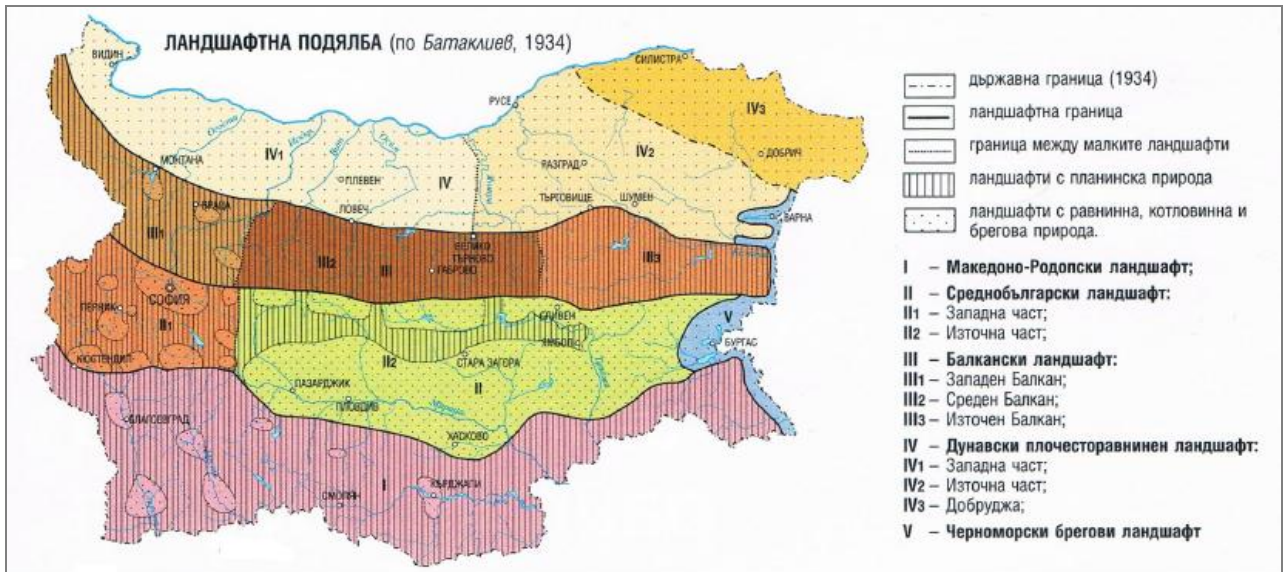 ЛАНДШАФТНА ПОДЯЛБА (по Батаклиев, 1934)
ВИДИН
СИЛИСТРА
РУСЕ
IV3
ДОБРИЧ
IV1
IV2
МОНТАНА
ПЛЕВЕН
IV
РАЗГРАД
ВРАЦА
ЛОВЕЧ
ТЪРГОВИЩЕ
ШУМЕН
ВАРНА
III1
III2
III
ВЕЛИКО
ТЪРНОВО
ГАБРОВО
III3
СОФИЯ
ПЕРНИК
II1
СЛИВЕН
V
БУРГАС
ЯМБОЛ
КЮСТЕНДИЛ
II2
СТАРА ЗАГОРА
ПАЗАРДЖИК
II
ПЛОВДИВ
БЛАГОЕВГРАД
ХАСКОВО
I
СМОЛЯН
КЪРДЖАЛИ
държавна граница (1934)
ландшафтна граница
граница между малките ландшафти
ландшафти с планинска природа
ландшафти с равнинна, котловинна и
брегова природа.
I – Македоно-Родопски ландшафт;
II – Среднобългарски ландшафт:
II1 – Западна част;
II2 – Източна част;
III – Балкански ландшафт:
III1 – Западен Балкан;
III2 – Среден Балкан;
III3 – Източен Балкан;
IV – Дунавски плочесторавнинен ландшафт:
IV1 – Западна част;
IV2 – Източна част;
IV3 – Добруджа;
V – Черноморски брегови ландшафт